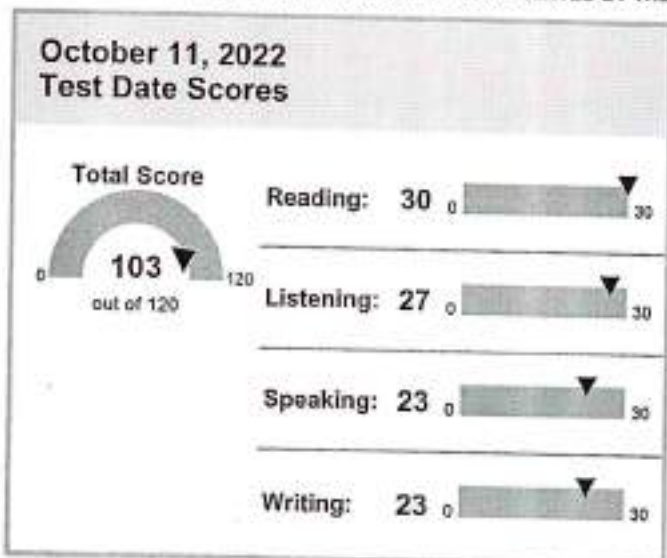 October 11, 2022
Test Date Scores
Total Score
0
103
120
out of 120
Reading: 30 0 30
Listening: 27 0 30
Speaking: 23 0 30
Writing: 23 0 30